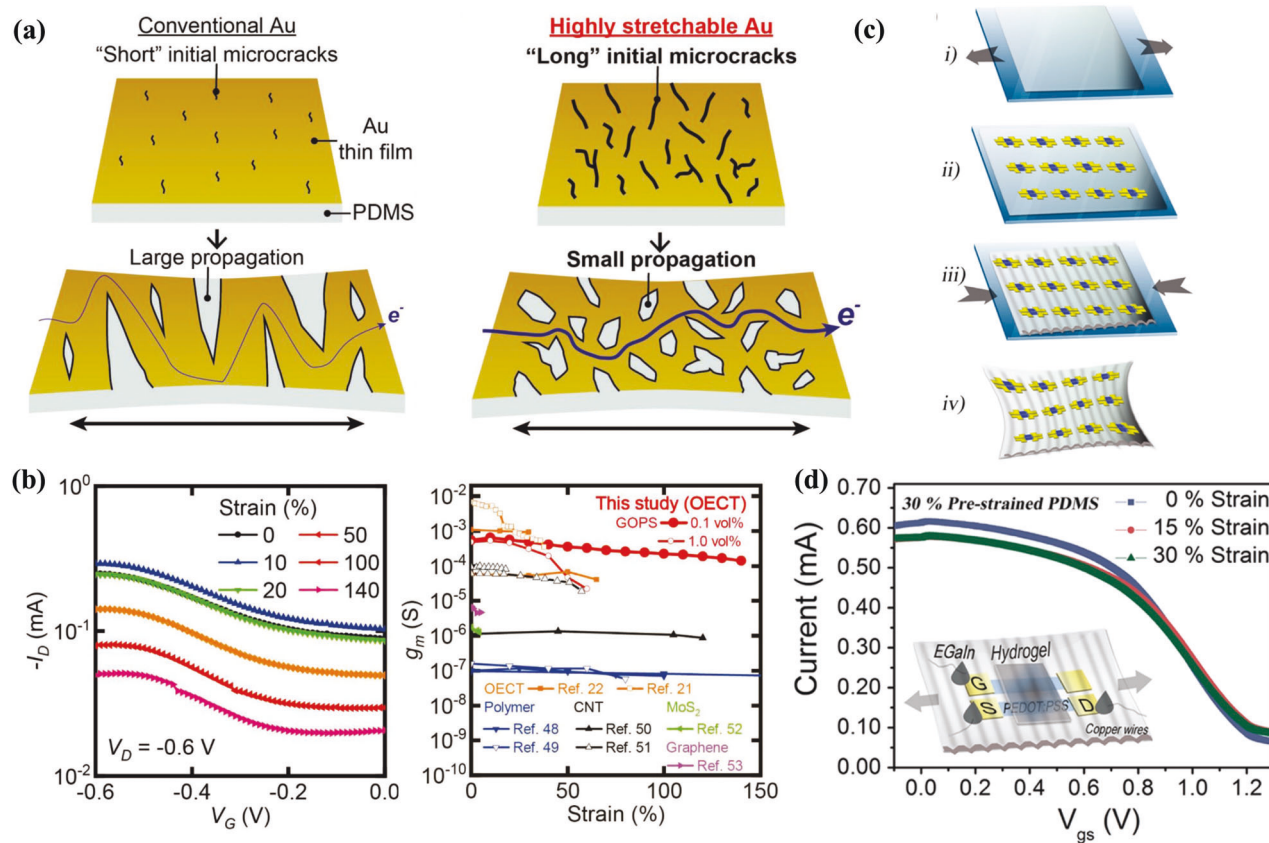 (a)
Conventional Au
“Short” initial microcracks
Au
thin film
PDMS
Large propagation
e-
Highly stretchable Au
“Long” initial microcracks
Small propagation
e-
(c)
i)
ii)
iii)
iv)
(b)
10⁰
10⁻¹
10⁻²
-I_D (mA)
Strain (%)
0
10
20
50
100
140
V_D = -0.6 V
-0.6
-0.4
-0.2
0.0
V_G (V)
10⁻²
10⁻³
10⁻⁴
10⁻⁵
10⁻⁶
10⁻⁷
10⁻⁸
10⁻⁹
10⁻¹⁰
g_m (S)
This study (OECT)
GOPS
0.1 vol%
1.0 vol%
OECT
Ref. 22
Ref. 21
Polymer
CNT
MoS₂
Ref. 48
Ref. 50
Ref. 52
Ref. 49
Ref. 51
Graphene
Ref. 53
0
50
100
150
Strain (%)
(d)
30 % Pre-strained PDMS
0 % Strain
15 % Strain
30 % Strain
0.70
0.60
0.50
0.40
0.30
0.20
0.10
0.00
Current (mA)
EGaIn
Hydrogel
G
S
PEDOT:PSS
D
Copper wires
0.0
0.2
0.4
0.6
0.8
1.0
1.2
V_gs (V)